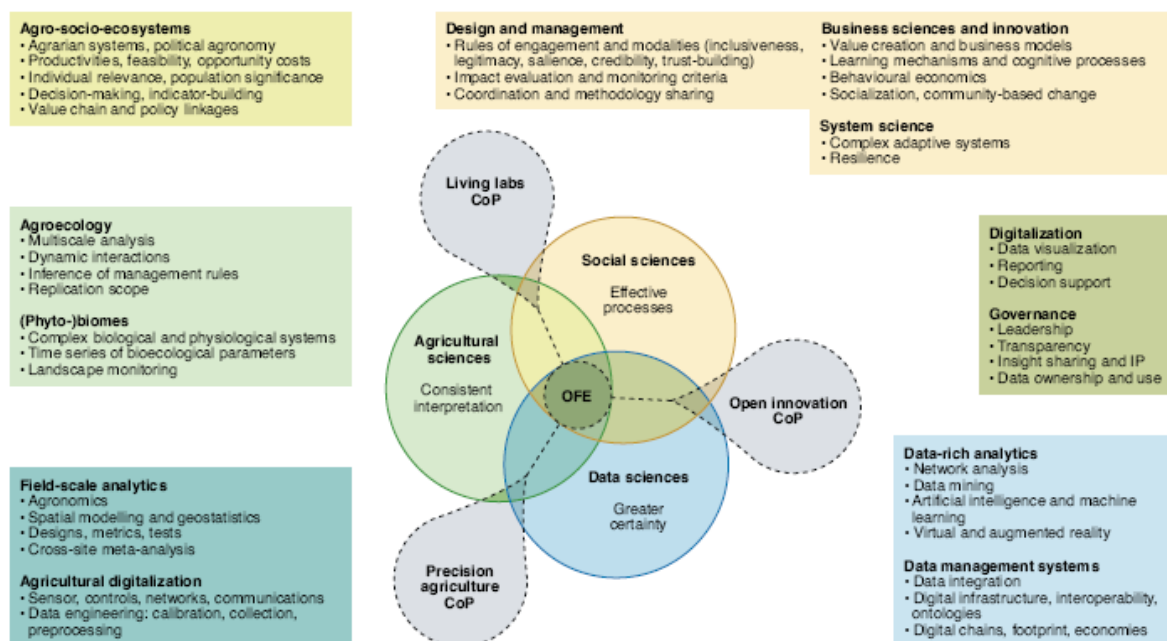 Agro-socio-ecosystems
• Agrarian systems, political agronomy
• Productivities, feasibility, opportunity costs
• Individual relevance, population significance
• Decision-making, indicator-building
• Value chain and policy linkages
Design and management
• Rules of engagement and modalities (inclusiveness,
legitimacy, salience, credibility, trust-building)
• Impact evaluation and monitoring criteria
• Coordination and methodology sharing
Business sciences and innovation
• Value creation and business models
• Learning mechanisms and cognitive processes
• Behavioural economics
• Socialization, community-based change
System science
• Complex adaptive systems
• Resilience
Living labs
CoP
Agroecology
• Multiscale analysis
• Dynamic interactions
• Inference of management rules
• Replication scope
(Phyto-)biomes
• Complex biological and physiological systems
• Time series of bioecological parameters
• Landscape monitoring
Social sciences
Effective
processes
Agricultural
sciences
Consistent
interpretation
OFE
Open innovation
CoP
Digitalization
• Data visualization
• Reporting
• Decision support
Governance
• Leadership
• Transparency
• Insight sharing and IP
• Data ownership and use
Field-scale analytics
• Agronomics
• Spatial modelling and geostatistics
• Designs, metrics, tests
• Cross-site meta-analysis
Agricultural digitalization
• Sensor, controls, networks, communications
• Data engineering: calibration, collection,
preprocessing
Data sciences
Greater
certainty
Precision
agriculture
CoP
Data-rich analytics
• Network analysis
• Data mining
• Artificial intelligence and machine
learning
• Virtual and augmented reality
Data management systems
• Data integration
• Digital infrastructure, interoperability,
ontologies
• Digital chains, footprint, economies